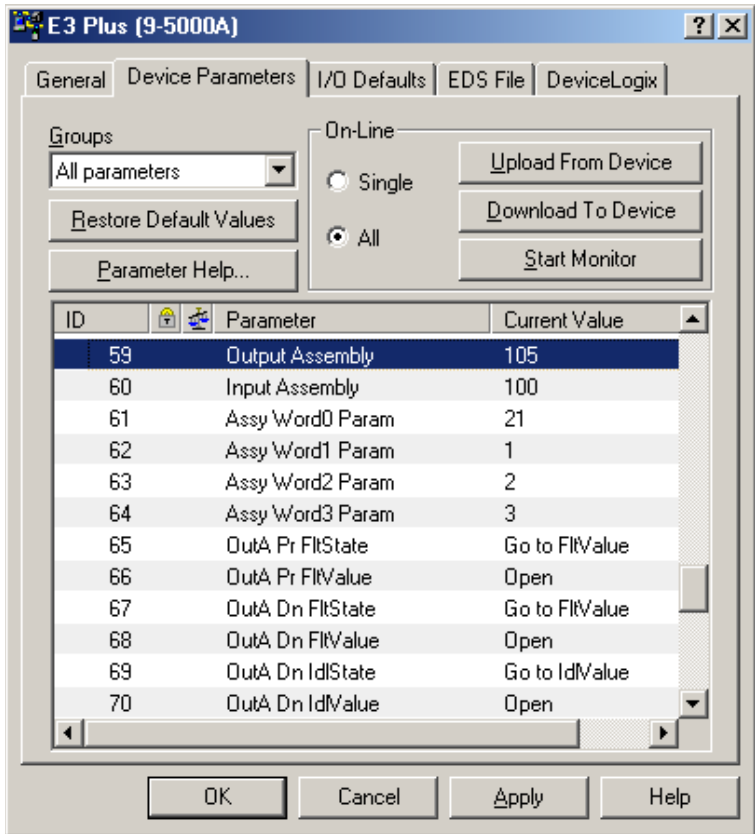 E3 Plus (9-5000A)
General Device Parameters I/O Defaults EDS File DeviceLogix
Groups
All parameters
Restore Default Values
Parameter Help...
On-Line
Single
All
Upload From Device
Download To Device
Start Monitor
ID Parameter Current Value
59 Output Assembly 105
60 Input Assembly 100
61 Assy Word0 Param 21
62 Assy Word1 Param 1
63 Assy Word2 Param 2
64 Assy Word3 Param 3
65 OutA Pr FltState Go to FltValue
66 OutA Pr FltValue Open
67 OutA Dn FltState Go to FltValue
68 OutA Dn FltValue Open
69 OutA Dn IdlState Go to IdlValue
70 OutA Dn IdlValue Open
OK Cancel Apply Help